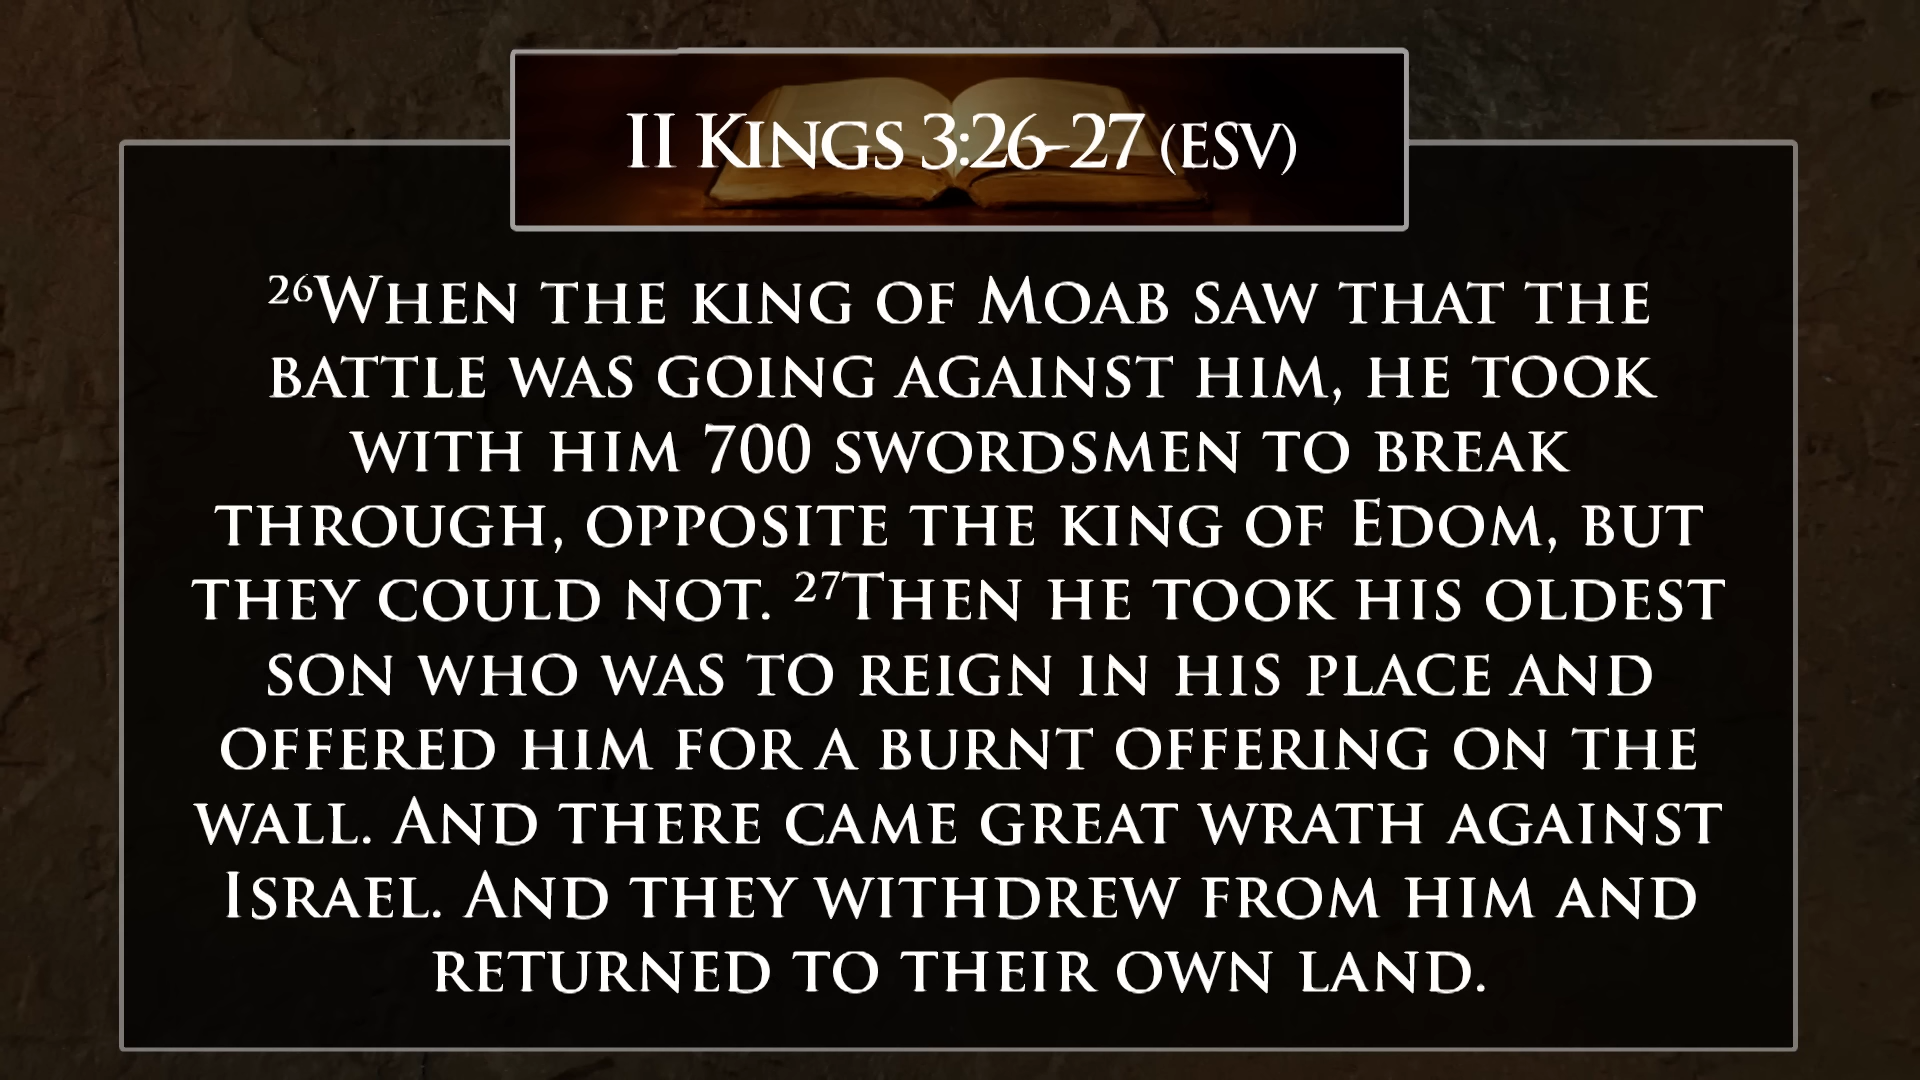 II Kings 3:26-27 (ESV)
26When the king of Moab saw that the
battle was going against him, he took
with him 700 swordsmen to break
through, opposite the king of Edom, but
they could not. 27Then he took his oldest
son who was to reign in his place and
offered him for a burnt offering on the
wall. And there came great wrath against
Israel. And they withdrew from him and
returned to their own land.